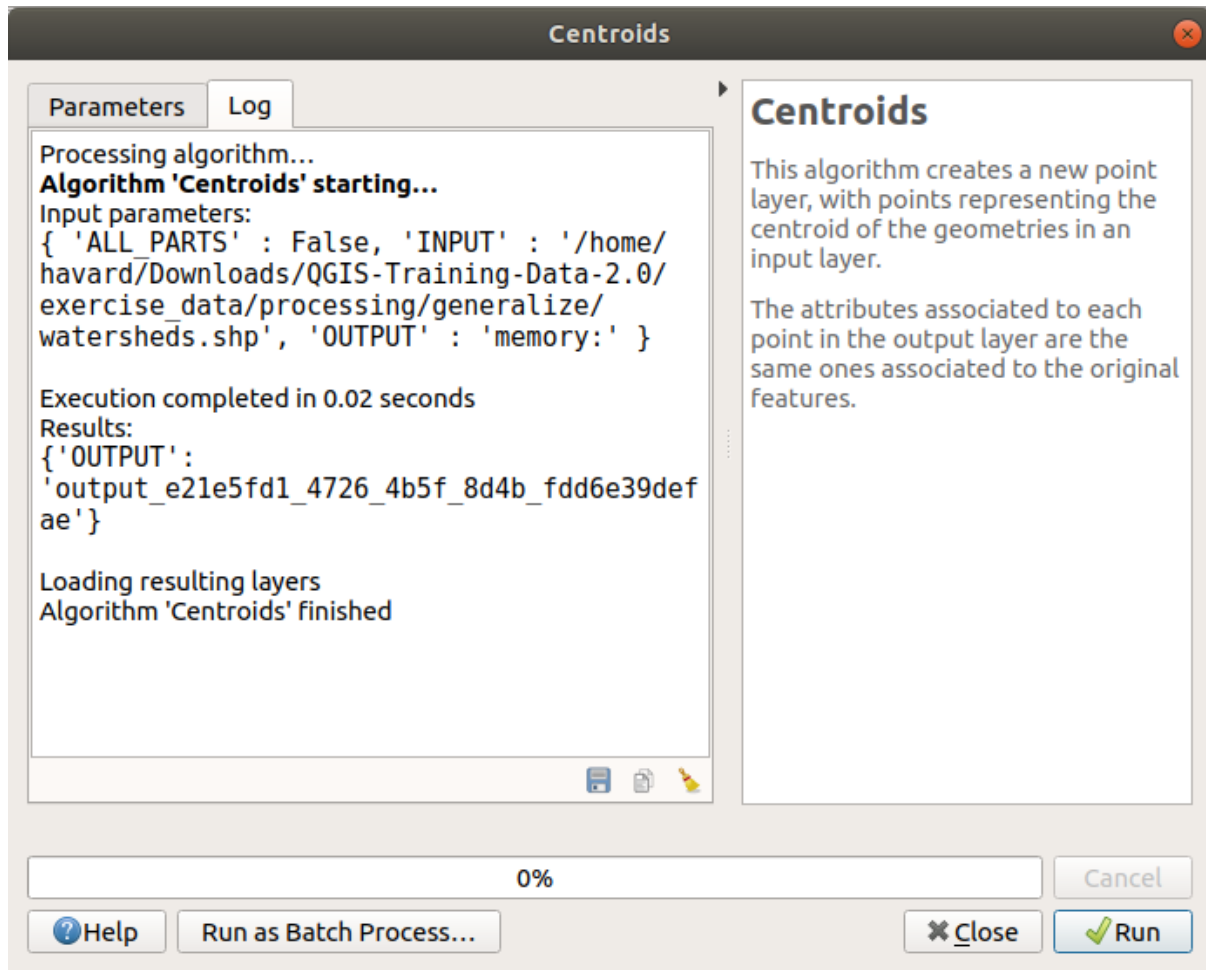 Centroids
Parameters
Log
Processing algorithm…
Algorithm 'Centroids' starting…
Input parameters:
{ 'ALL_PARTS' : False, 'INPUT' : '/home/
havard/Downloads/QGIS-Training-Data-2.0/
exercise_data/processing/generalize/
watersheds.shp', 'OUTPUT' : 'memory:' }
Execution completed in 0.02 seconds
Results:
{'OUTPUT':
'output_e21e5fd1_4726_4b5f_8d4b_fdd6e39def
ae'}
Loading resulting layers
Algorithm 'Centroids' finished
Centroids
This algorithm creates a new point
layer, with points representing the
centroid of the geometries in an
input layer.
The attributes associated to each
point in the output layer are the
same ones associated to the original
features.
0%
Cancel
Help
Run as Batch Process…
Close
Run